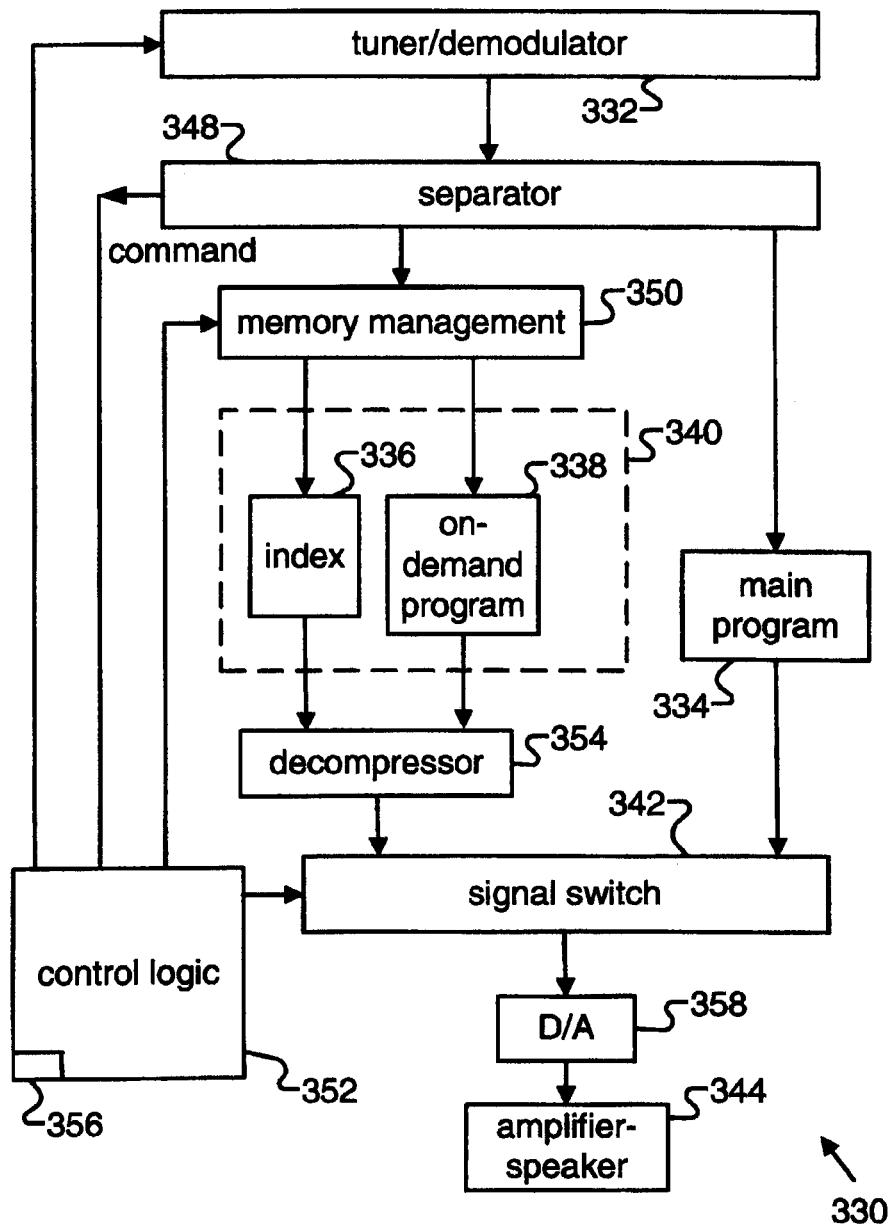 tuner/demodulator
332
348
separator
command
350
memory management
340
336
338
index
on-
demand
program
main
program
334
354
decompressor
342
signal switch
control logic
358
D/A
352
356
344
amplifier-
speaker
330